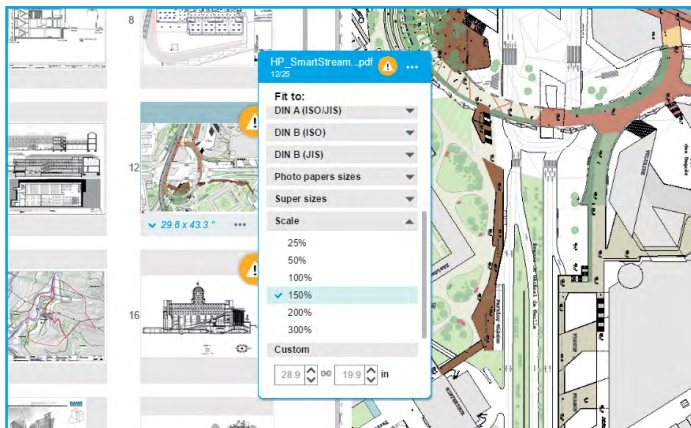 8
HP_SmartStream...pdf
12/25
Fit to:
DIN A (ISO/JIS)
DIN B (ISO)
DIN B (JIS)
Photo papers sizes
Super sizes
Scale
25%
50%
100%
150%
200%
300%
Custom
28.9
19.9
in
12
29.6 x 43.3 "
16